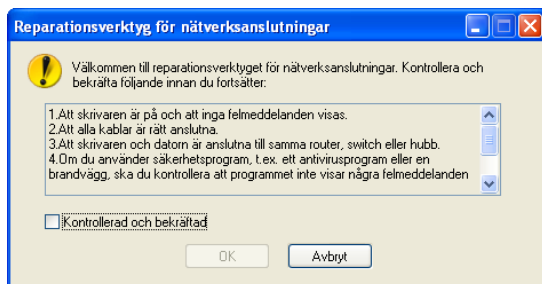 Reparationsverktyg för nätverksanslutningar
Välkommen till reparationsverktyget för nätverksanslutningar. Kontrollera och
bekräfta följande innan du fortsätter:
1.Att skrivaren är på och att inga felmeddelanden visas.
2.Att alla kablar är rätt anslutna.
3.Att skrivaren och datorn är anslutna till samma router, switch eller hubb.
4.Om du använder säkerhetsprogram, t.ex. ett antivirusprogram eller en
brandvägg, ska du kontrollera att programmet inte visar några felmeddelanden
Kontrollerad och bekräftad
OK
Avbryt